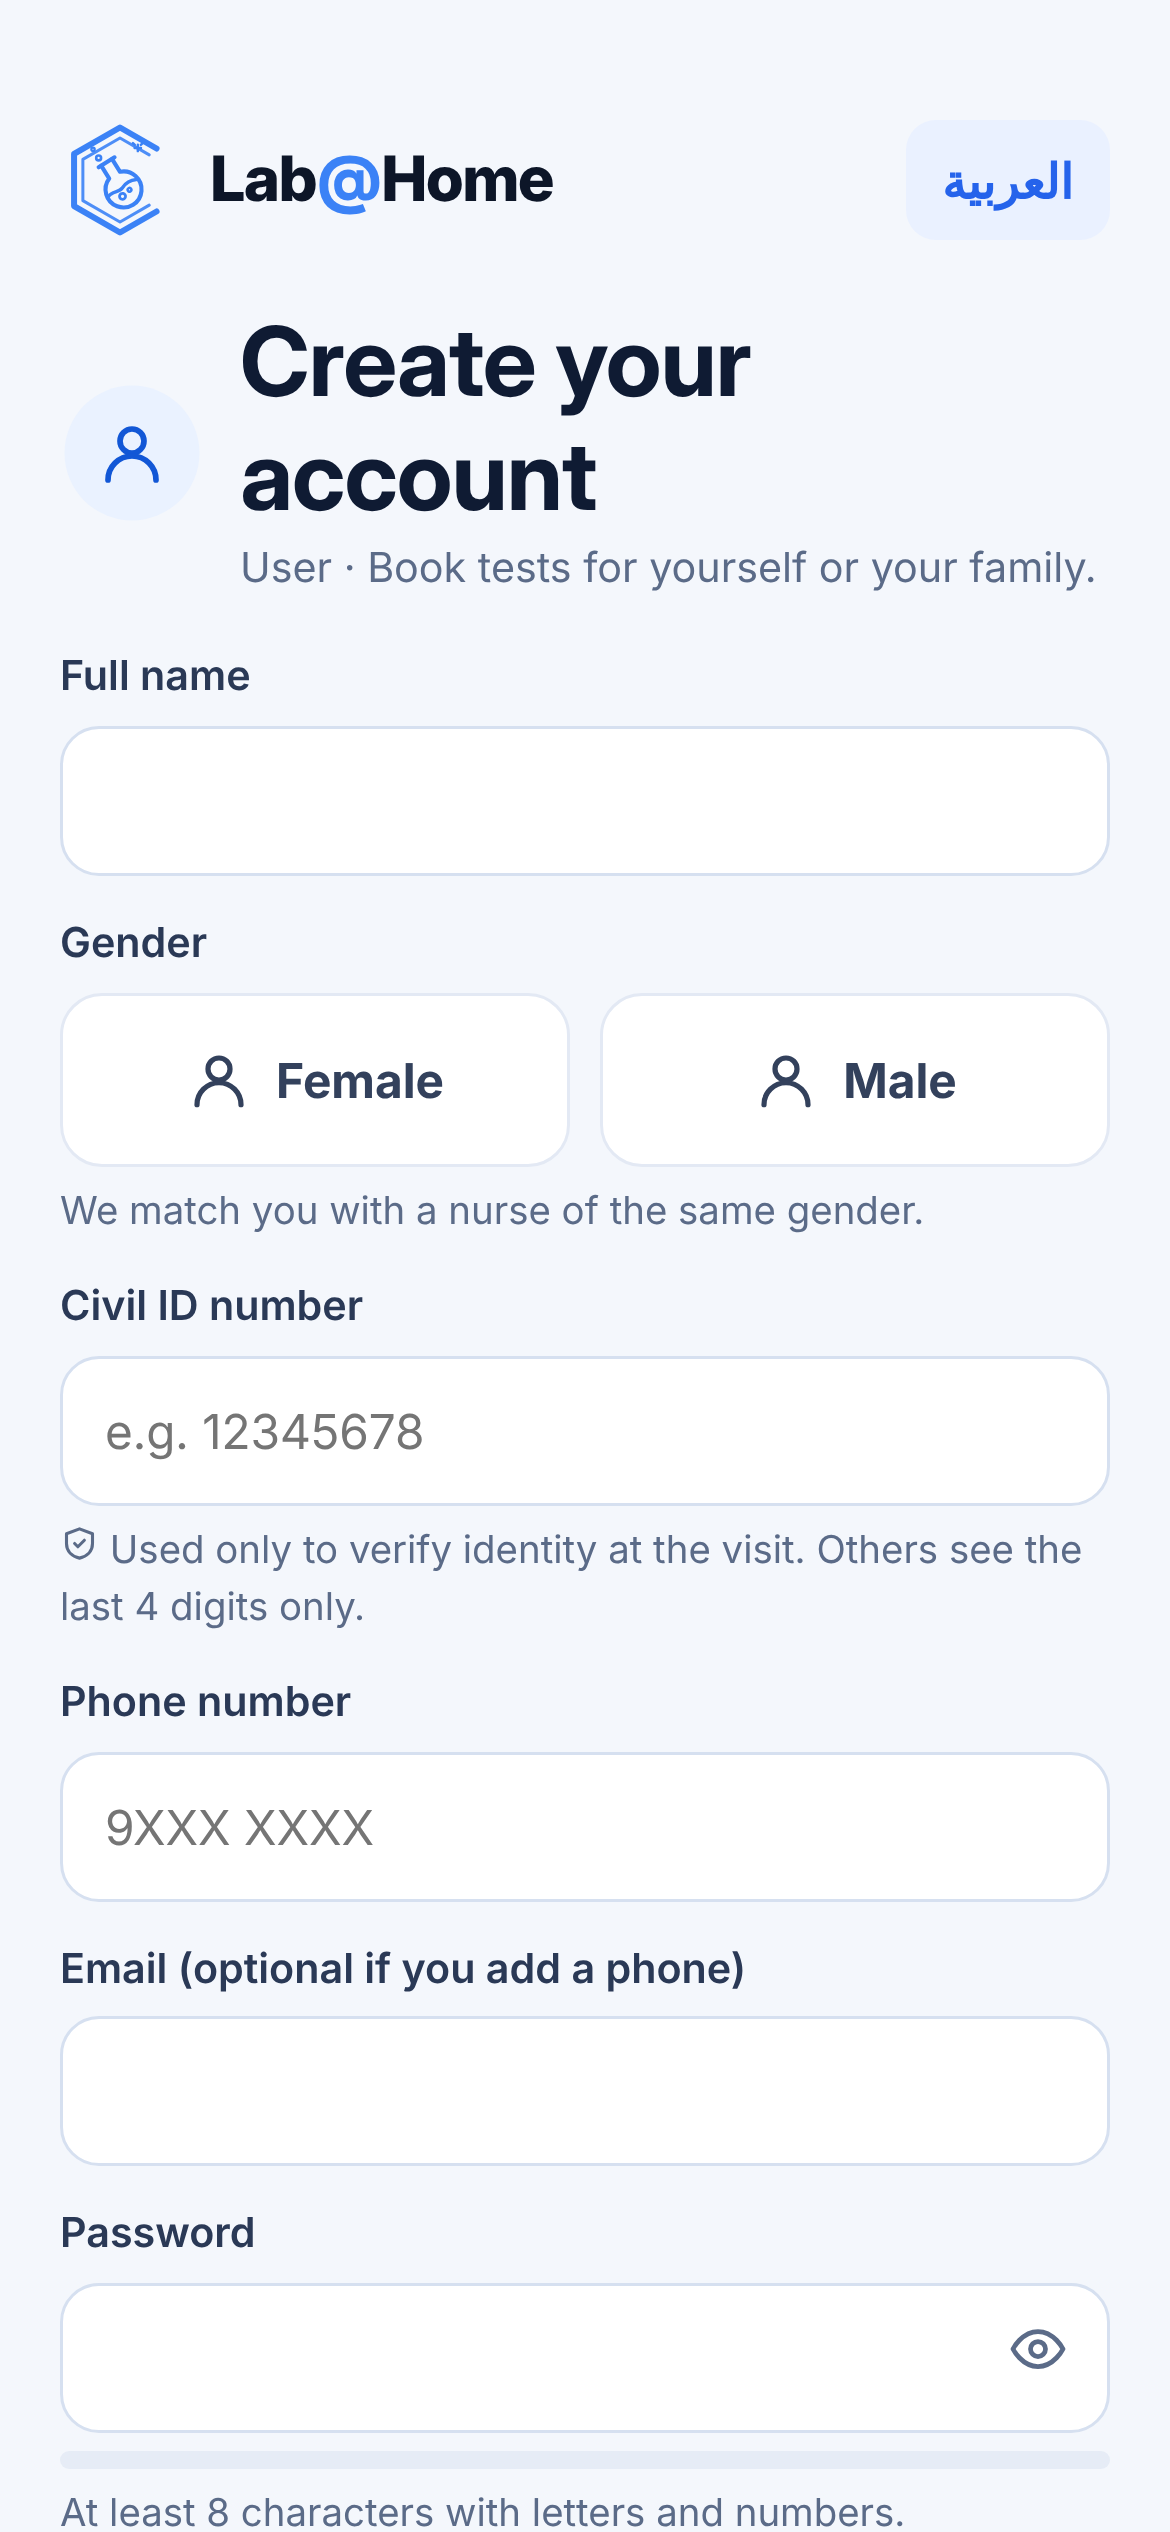 Lab@Home
العربية
Create your
account
User · Book tests for yourself or your family.
Full name
Gender
Female
Male
We match you with a nurse of the same gender.
Civil ID number
e.g. 12345678
Used only to verify identity at the visit. Others see the
last 4 digits only.
Phone number
9XXX XXXX
Email (optional if you add a phone)
Password
At least 8 characters with letters and numbers.